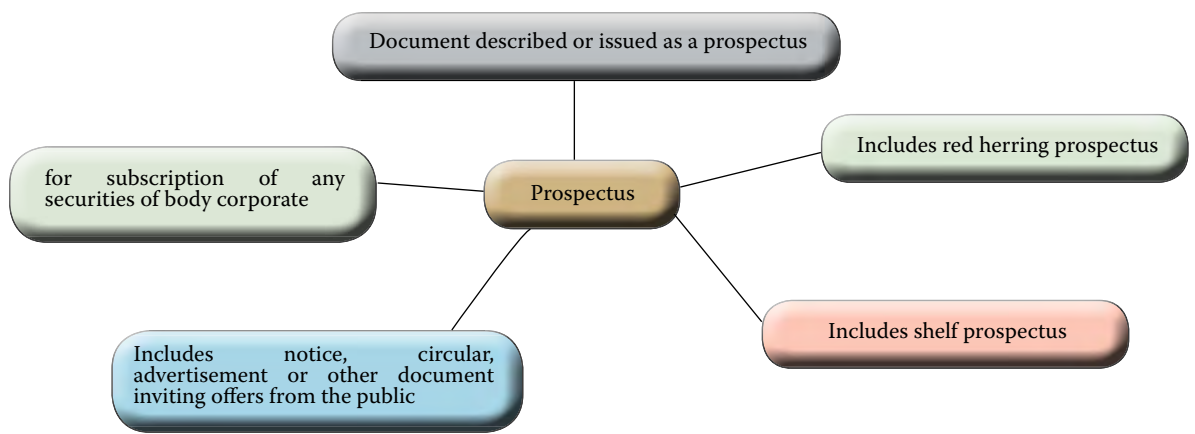 Document described or issued as a prospectus
Includes red herring prospectus
for subscription of any
securities of body corporate
Prospectus
Includes shelf prospectus
Includes notice, circular,
advertisement or other document
inviting offers from the public